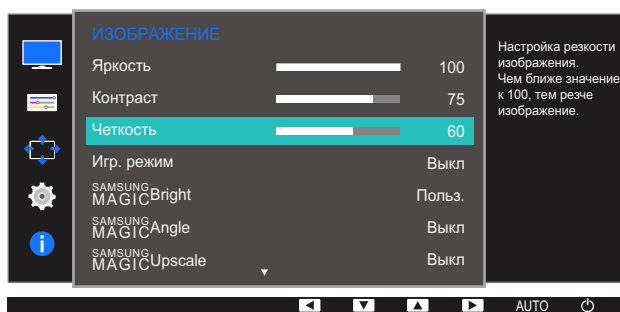 ИЗОБРАЖЕНИЕ
Яркость 100
Контраст 75
Четкость 60
Игр. режим Выкл
SAMSUNG
MAGICBright Польз.
SAMSUNG
MAGICAngle Выкл
SAMSUNG
MAGICUpscale Выкл
Настройка резкости
изображения.
Чем ближе значение
к 100, тем резче
изображение.
AUTO